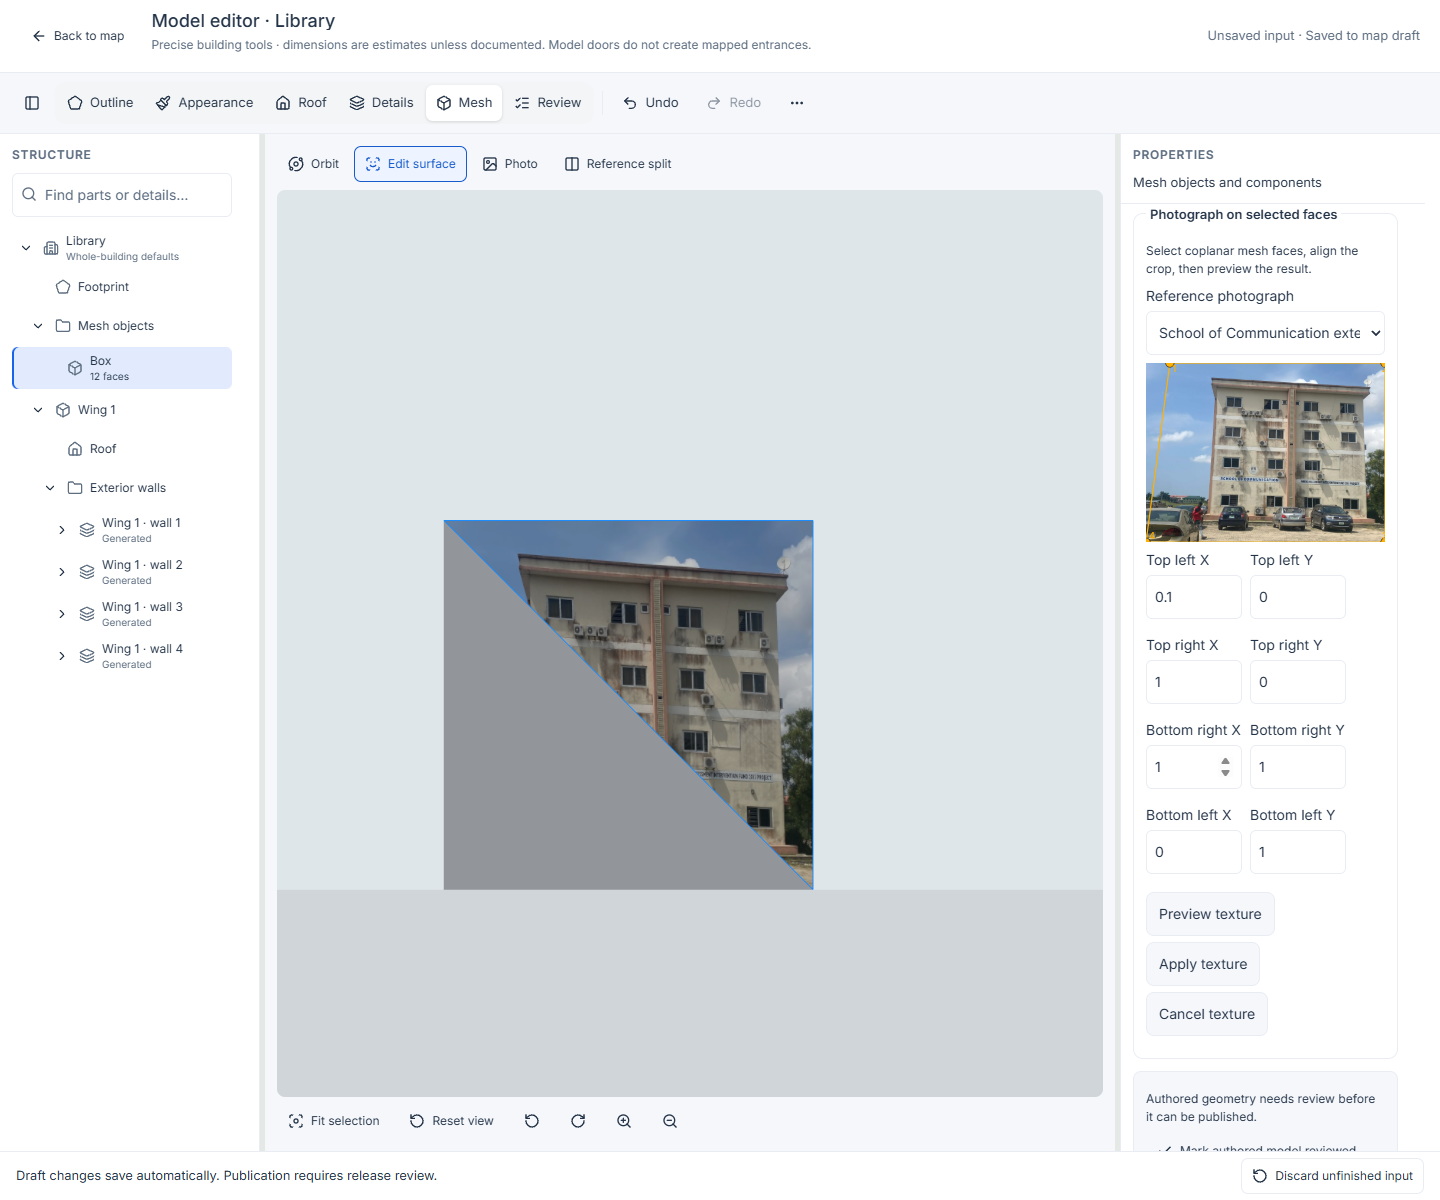 Back to map
Model editor · Library
Precise building tools · dimensions are estimates unless documented. Model doors do not create mapped entrances.
Unsaved input · Saved to map draft
Outline
Appearance
Roof
Details
Mesh
Review
Undo
Redo
STRUCTURE
Find parts or details...
Library
Whole-building defaults
Footprint
Mesh objects
Box
12 faces
Wing 1
Roof
Exterior walls
Wing 1 · wall 1
Generated
Wing 1 · wall 2
Generated
Wing 1 · wall 3
Generated
Wing 1 · wall 4
Generated
Orbit
Edit surface
Photo
Reference split
Fit selection
Reset view
PROPERTIES
Mesh objects and components
Photograph on selected faces
Select coplanar mesh faces, align the
crop, then preview the result.
Reference photograph
School of Communication exte
SCHOOL OF COMMUNICATION
Top left X Top left Y
0.1 0
Top right X Top right Y
1 0
Bottom right X Bottom right Y
1 1
Bottom left X Bottom left Y
0 1
Preview texture
Apply texture
Cancel texture
Authored geometry needs review before
it can be published.
Mark authored model reviewed
Draft changes save automatically. Publication requires release review.
Discard unfinished input